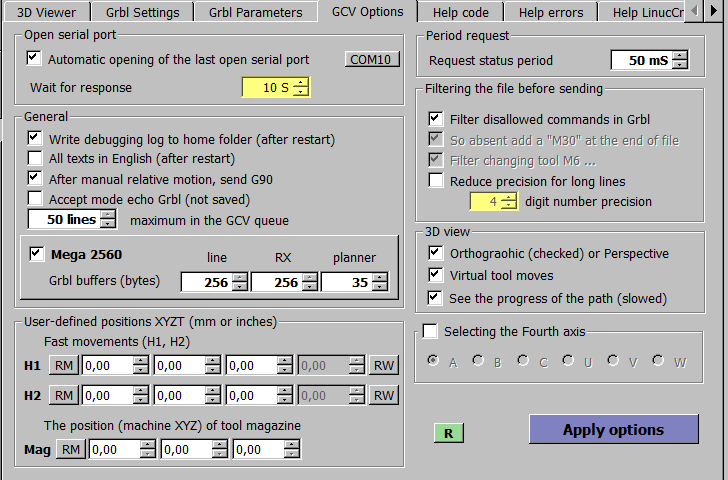 3D Viewer Grbl Settings Grbl Parameters GCV Options Help code Help errors Help LinucCr
Open serial port
Automatic opening of the last open serial port COM10
Wait for response 10 S
General
Write debugging log to home folder (after restart)
All texts in English (after restart)
After manual relative motion, send G90
Accept mode echo Grbl (not saved)
50 lines maximum in the GCV queue
Mega 2560 line RX planner
Grbl buffers (bytes) 256 256 35
User-defined positions XYZT (mm or inches)
Fast movements (H1, H2)
H1 RM 0,00 0,00 0,00 0,00 RW
H2 RM 0,00 0,00 0,00 0,00 RW
The position (machine XYZ) of tool magazine
Mag RM 0,00 0,00 0,00
Period request
Request status period 50 mS
Filtering the file before sending
Filter disallowed commands in Grbl
So absent add a "M30" at the end of file
Filter changing tool M6 ...
Reduce precision for long lines
4 digit number precision
3D view
Orthograohic (checked) or Perspective
Virtual tool moves
See the progress of the path (slowed)
Selecting the Fourth axis
A B C U V W
R Apply options